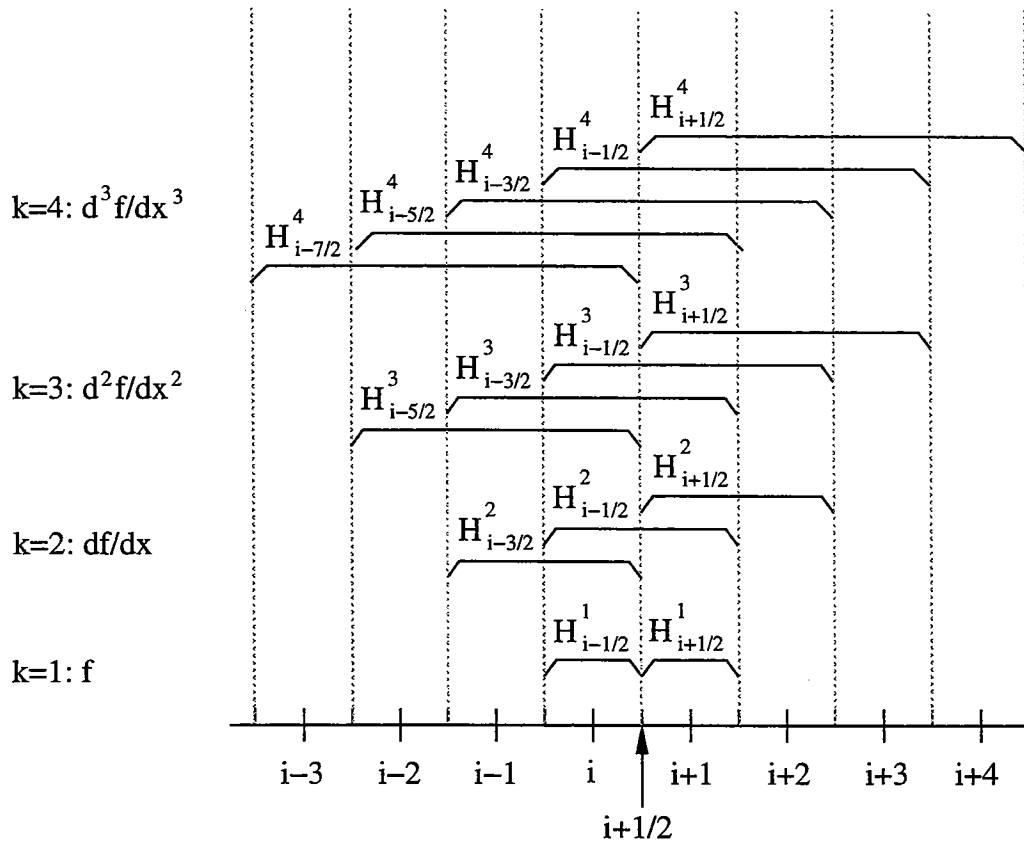 H^4_{i+1/2}
H^4_{i−1/2}
H^4_{i−3/2}
k=4: d^3f/dx^3
H^4_{i−5/2}
H^4_{i−7/2}
H^3_{i+1/2}
H^3_{i−1/2}
H^3_{i−3/2}
k=3: d^2f/dx^2
H^3_{i−5/2}
H^2_{i+1/2}
H^2_{i−1/2}
H^2_{i−3/2}
k=2: df/dx
H^1_{i−1/2} H^1_{i+1/2}
k=1: f
i−3 i−2 i−1 i i+1 i+2 i+3 i+4
i+1/2